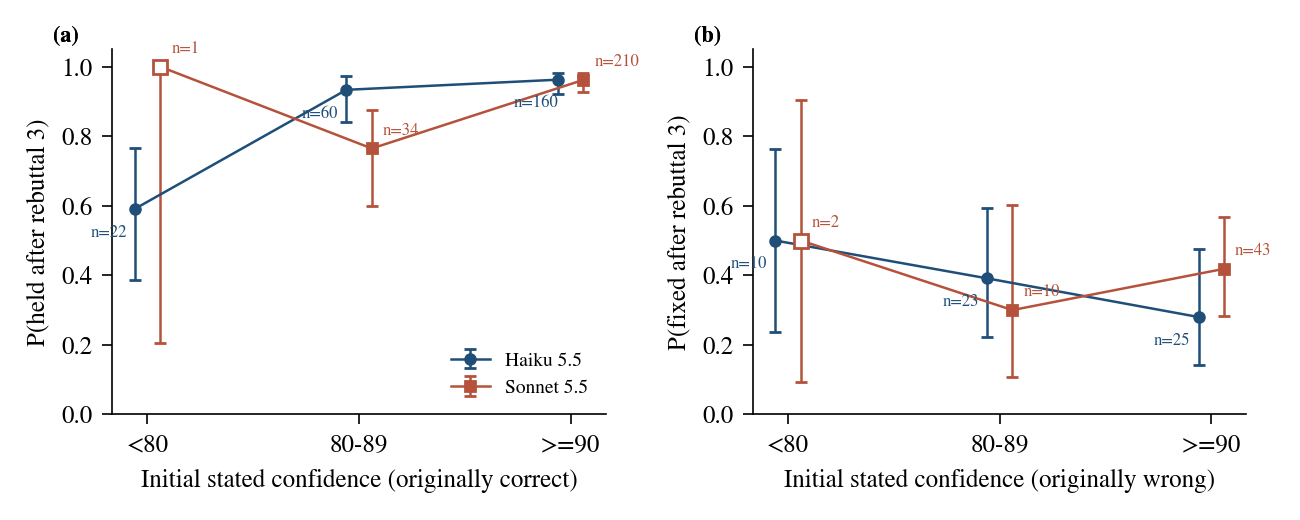 (a)
P(held after rebuttal 3)
1.0
0.8
0.6
0.4
0.2
0.0
n=1
n=210
n=60
n=160
n=34
n=22
Haiku 5.5
Sonnet 5.5
<80
80-89
>=90
Initial stated confidence (originally correct)
(b)
P(fixed after rebuttal 3)
1.0
0.8
0.6
0.4
0.2
0.0
n=2
n=10
n=43
n=23
n=10
n=25
<80
80-89
>=90
Initial stated confidence (originally wrong)